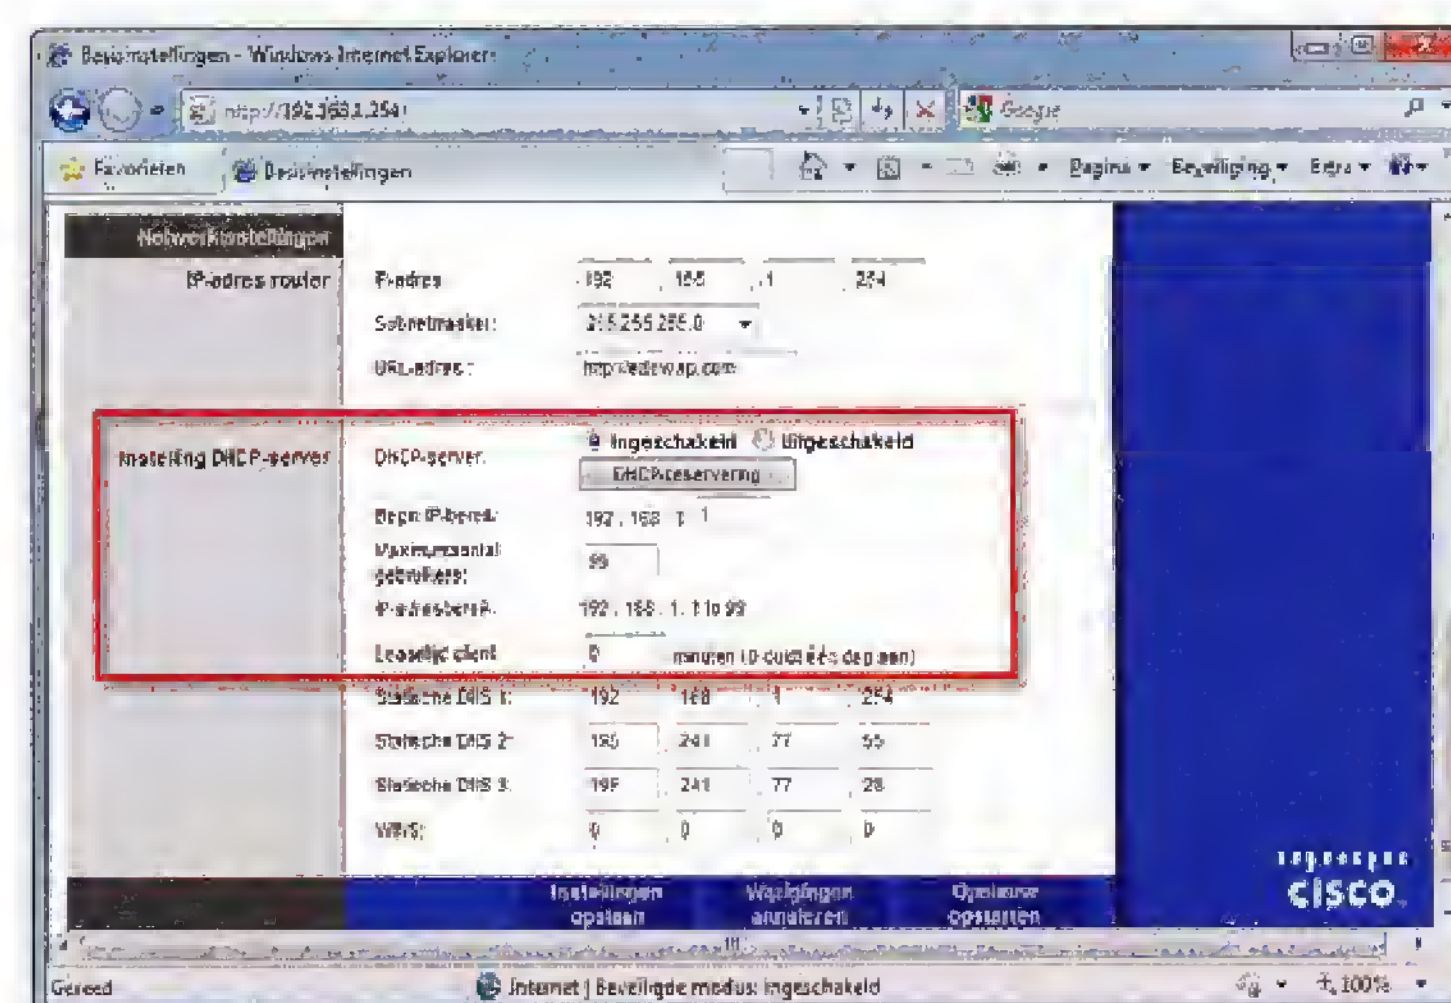 Basisinstellingen - Windows Internet Explorer
http://192.168.1.254/
Google
Favorieten
Basisinstellingen
Pagina
Beveiliging
Extra
Netwerkinstellingen
IP-adres router
IP-adres
192 . 168 . 1 . 254
Subnetmasker:
255.255.255.0
URL-adres :
Instelling DHCP-server
DHCP-server:
Ingeschakeld
Uitgeschakeld
DHCP-reservering
Begin IP-bereik:
192 . 168 . 1 . 1
Maximumaantal gebruikers:
99
IP-adresbereik:
192 . 168 . 1 . 1 to 99
Leasetijd client
0
minuten (0 duidt één dag aan)
Statische DNS 1:
192 . 168 . 1 . 254
Statische DNS 2:
195 . 241 . 77 . 55
Statische DNS 3:
195 . 241 . 77 . 58
WINS:
0 . 0 . 0 . 0
Instellingen opslaan
Wijzigingen annuleren
Opnieuw opstarten
CISCO
Gereed
Internet | Beveiligde modus: ingeschakeld
100%